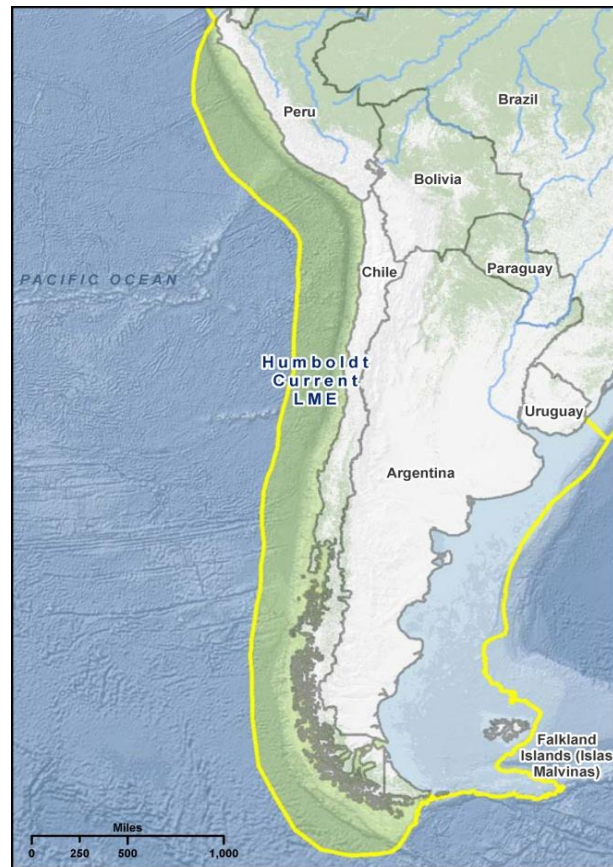 Brazil
Peru
Bolivia
PACIFIC OCEAN
Chile
Paraguay
Humboldt
Current
LME
Uruguay
Argentina
Falkland
Islands (Islas
Malvinas)
Miles
0 250 500 1,000